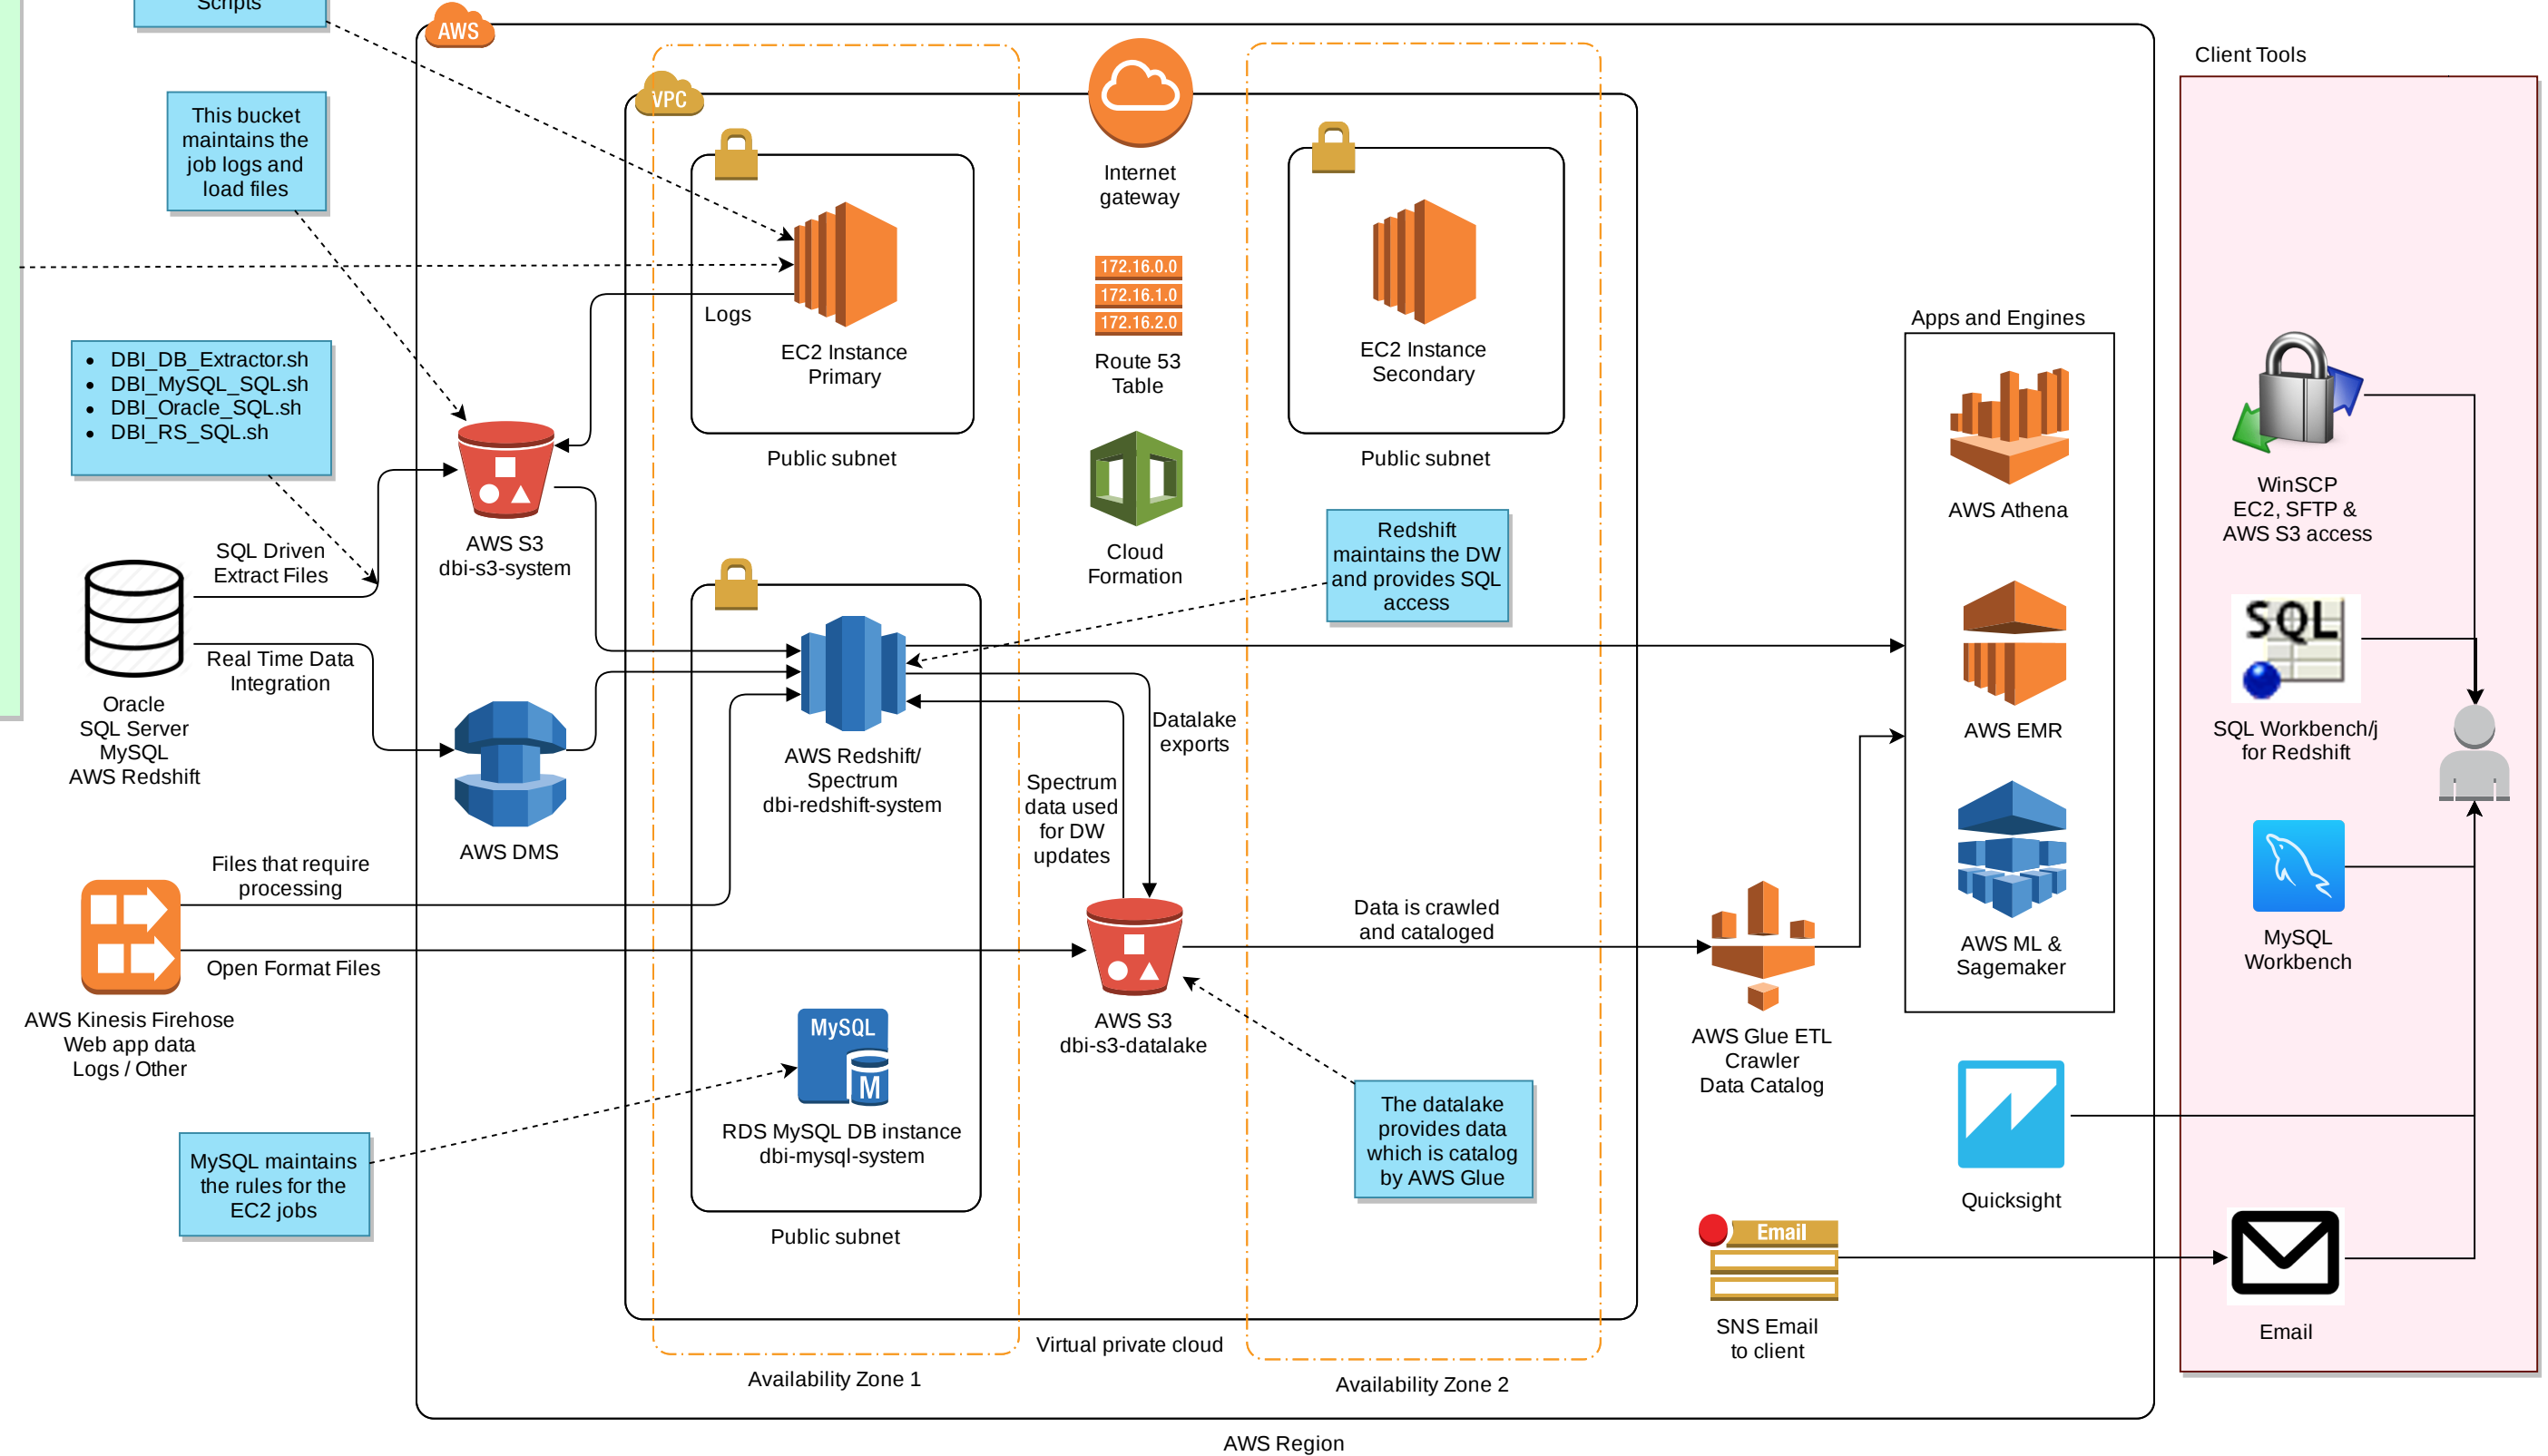 Scripts
AWS
Client Tools
VPC
This bucket
maintains the
job logs and
load files
Internet
gateway
172.16.0.0
172.16.1.0
172.16.2.0
Route 53
Table
Logs
EC2 Instance
Primary
EC2 Instance
Secondary
Public subnet
Public subnet
Apps and Engines
DBI_DB_Extractor.sh
DBI_MySQL_SQL.sh
DBI_Oracle_SQL.sh
DBI_RS_SQL.sh
AWS Athena
WinSCP
EC2, SFTP &
AWS S3 access
SQL Driven
Extract Files
AWS S3
dbi-s3-system
Cloud
Formation
Redshift
maintains the DW
and provides SQL
access
Real Time Data
Integration
Oracle
SQL Server
MySQL
AWS Redshift
SQL
SQL Workbench/j
for Redshift
AWS EMR
AWS Redshift/
Spectrum
dbi-redshift-system
Datalake
exports
Spectrum
data used
for DW
updates
AWS DMS
Files that require
processing
Open Format Files
AWS Kinesis Firehose
Web app data
Logs / Other
Data is crawled
and cataloged
AWS ML &
Sagemaker
MySQL
Workbench
MySQL
M
RDS MySQL DB instance
dbi-mysql-system
AWS S3
dbi-s3-datalake
AWS Glue ETL
Crawler
Data Catalog
The datalake
provides data
which is catalog
by AWS Glue
MySQL maintains
the rules for the
EC2 jobs
Public subnet
Quicksight
Email
SNS Email
to client
Email
Virtual private cloud
Availability Zone 1
Availability Zone 2
AWS Region